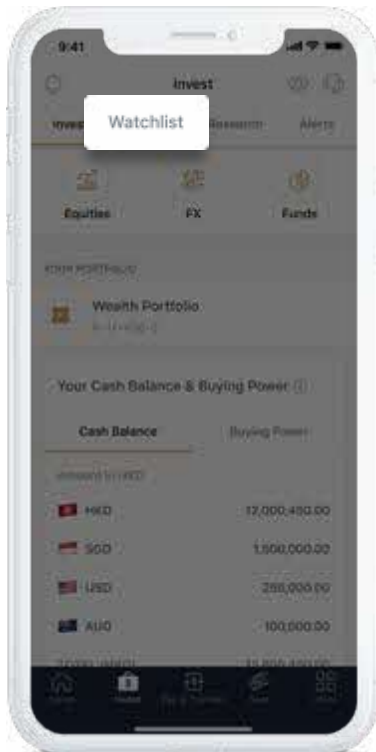 9:41
Invest
Watchlist
Research
Alerts
Equities
FX
Funds
YOUR PORTFOLIO
Wealth Portfolio
Your Cash Balance & Buying Power
Cash Balance
Buying Power
HKD
12,000,450.00
SGD
1,500,000.00
USD
250,000.00
AUD
100,000.00